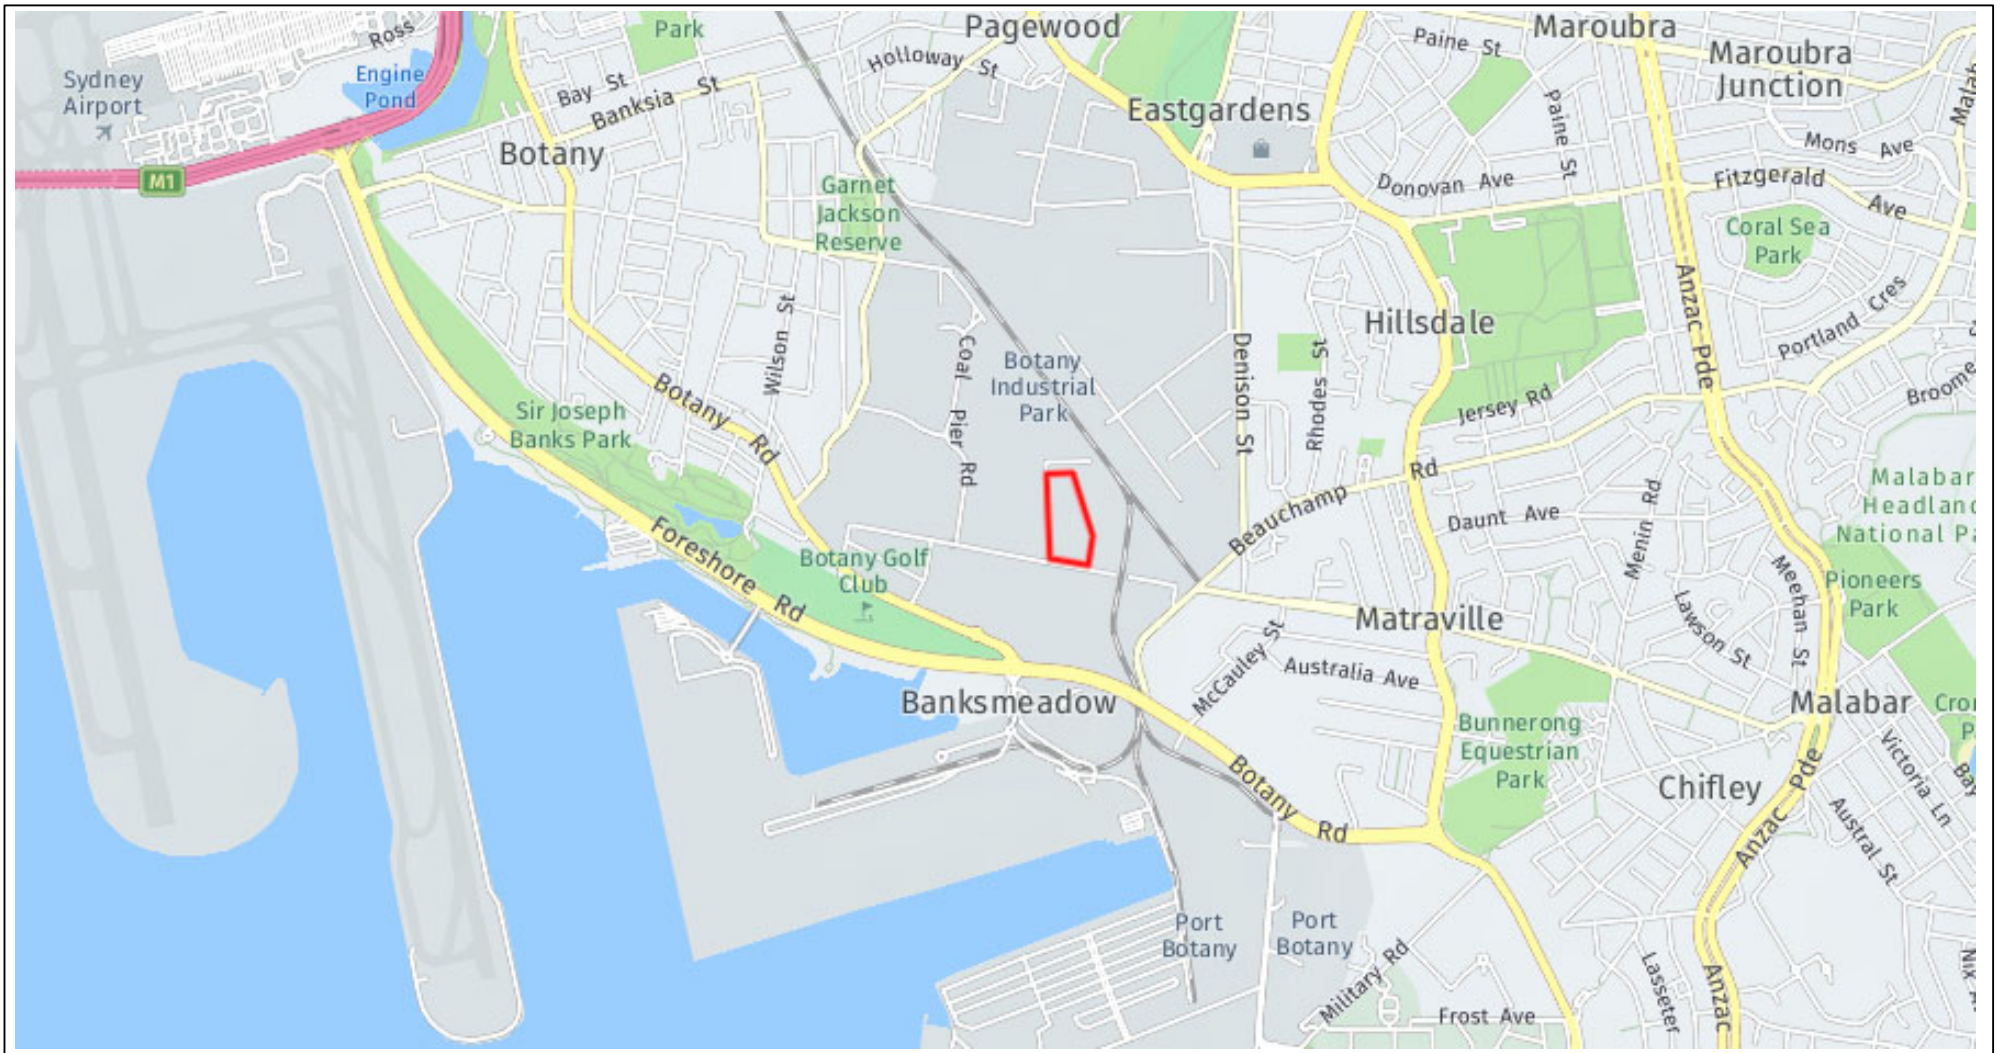 Ross
Park
Pagewood
Maroubra
Holloway St
Paine St
Maroubra
Junction
Sydney
Airport
Engine
Pond
Bay St
Banksia St
Eastgardens
Paine St
Malab
Mons Ave
Botany
M1
Garnet
Jackson
Reserve
Donovan Ave
Fitzgerald
Ave
Coral Sea
Park
Anzac Pde
Portland Cres
Wilson St
Hillsdale
Coal Pier Rd
Botany
Industrial
Park
Denison St
Rhodes St
Broome
Jersey Rd
Botany Rd
Sir Joseph
Banks Park
Rd
Beauchamp
Daunt Ave
Menin Rd
Malabar
Headland
National Pa
Foreshore Rd
Botany Golf
Club
Meehan St
Pioneers
Park
Lawson St
Matraville
McCauley St
Australia Ave
Banksmeadow
Malabar
Cro
P
Bunnerong
Equestrian
Park
Victoria Ln
Bay
Chifley
Botany Rd
Anzac Pde
Austral St
Port
Botany
Port
Botany
Military Rd
Frost Ave
Lasseter
Anzac
Nix A